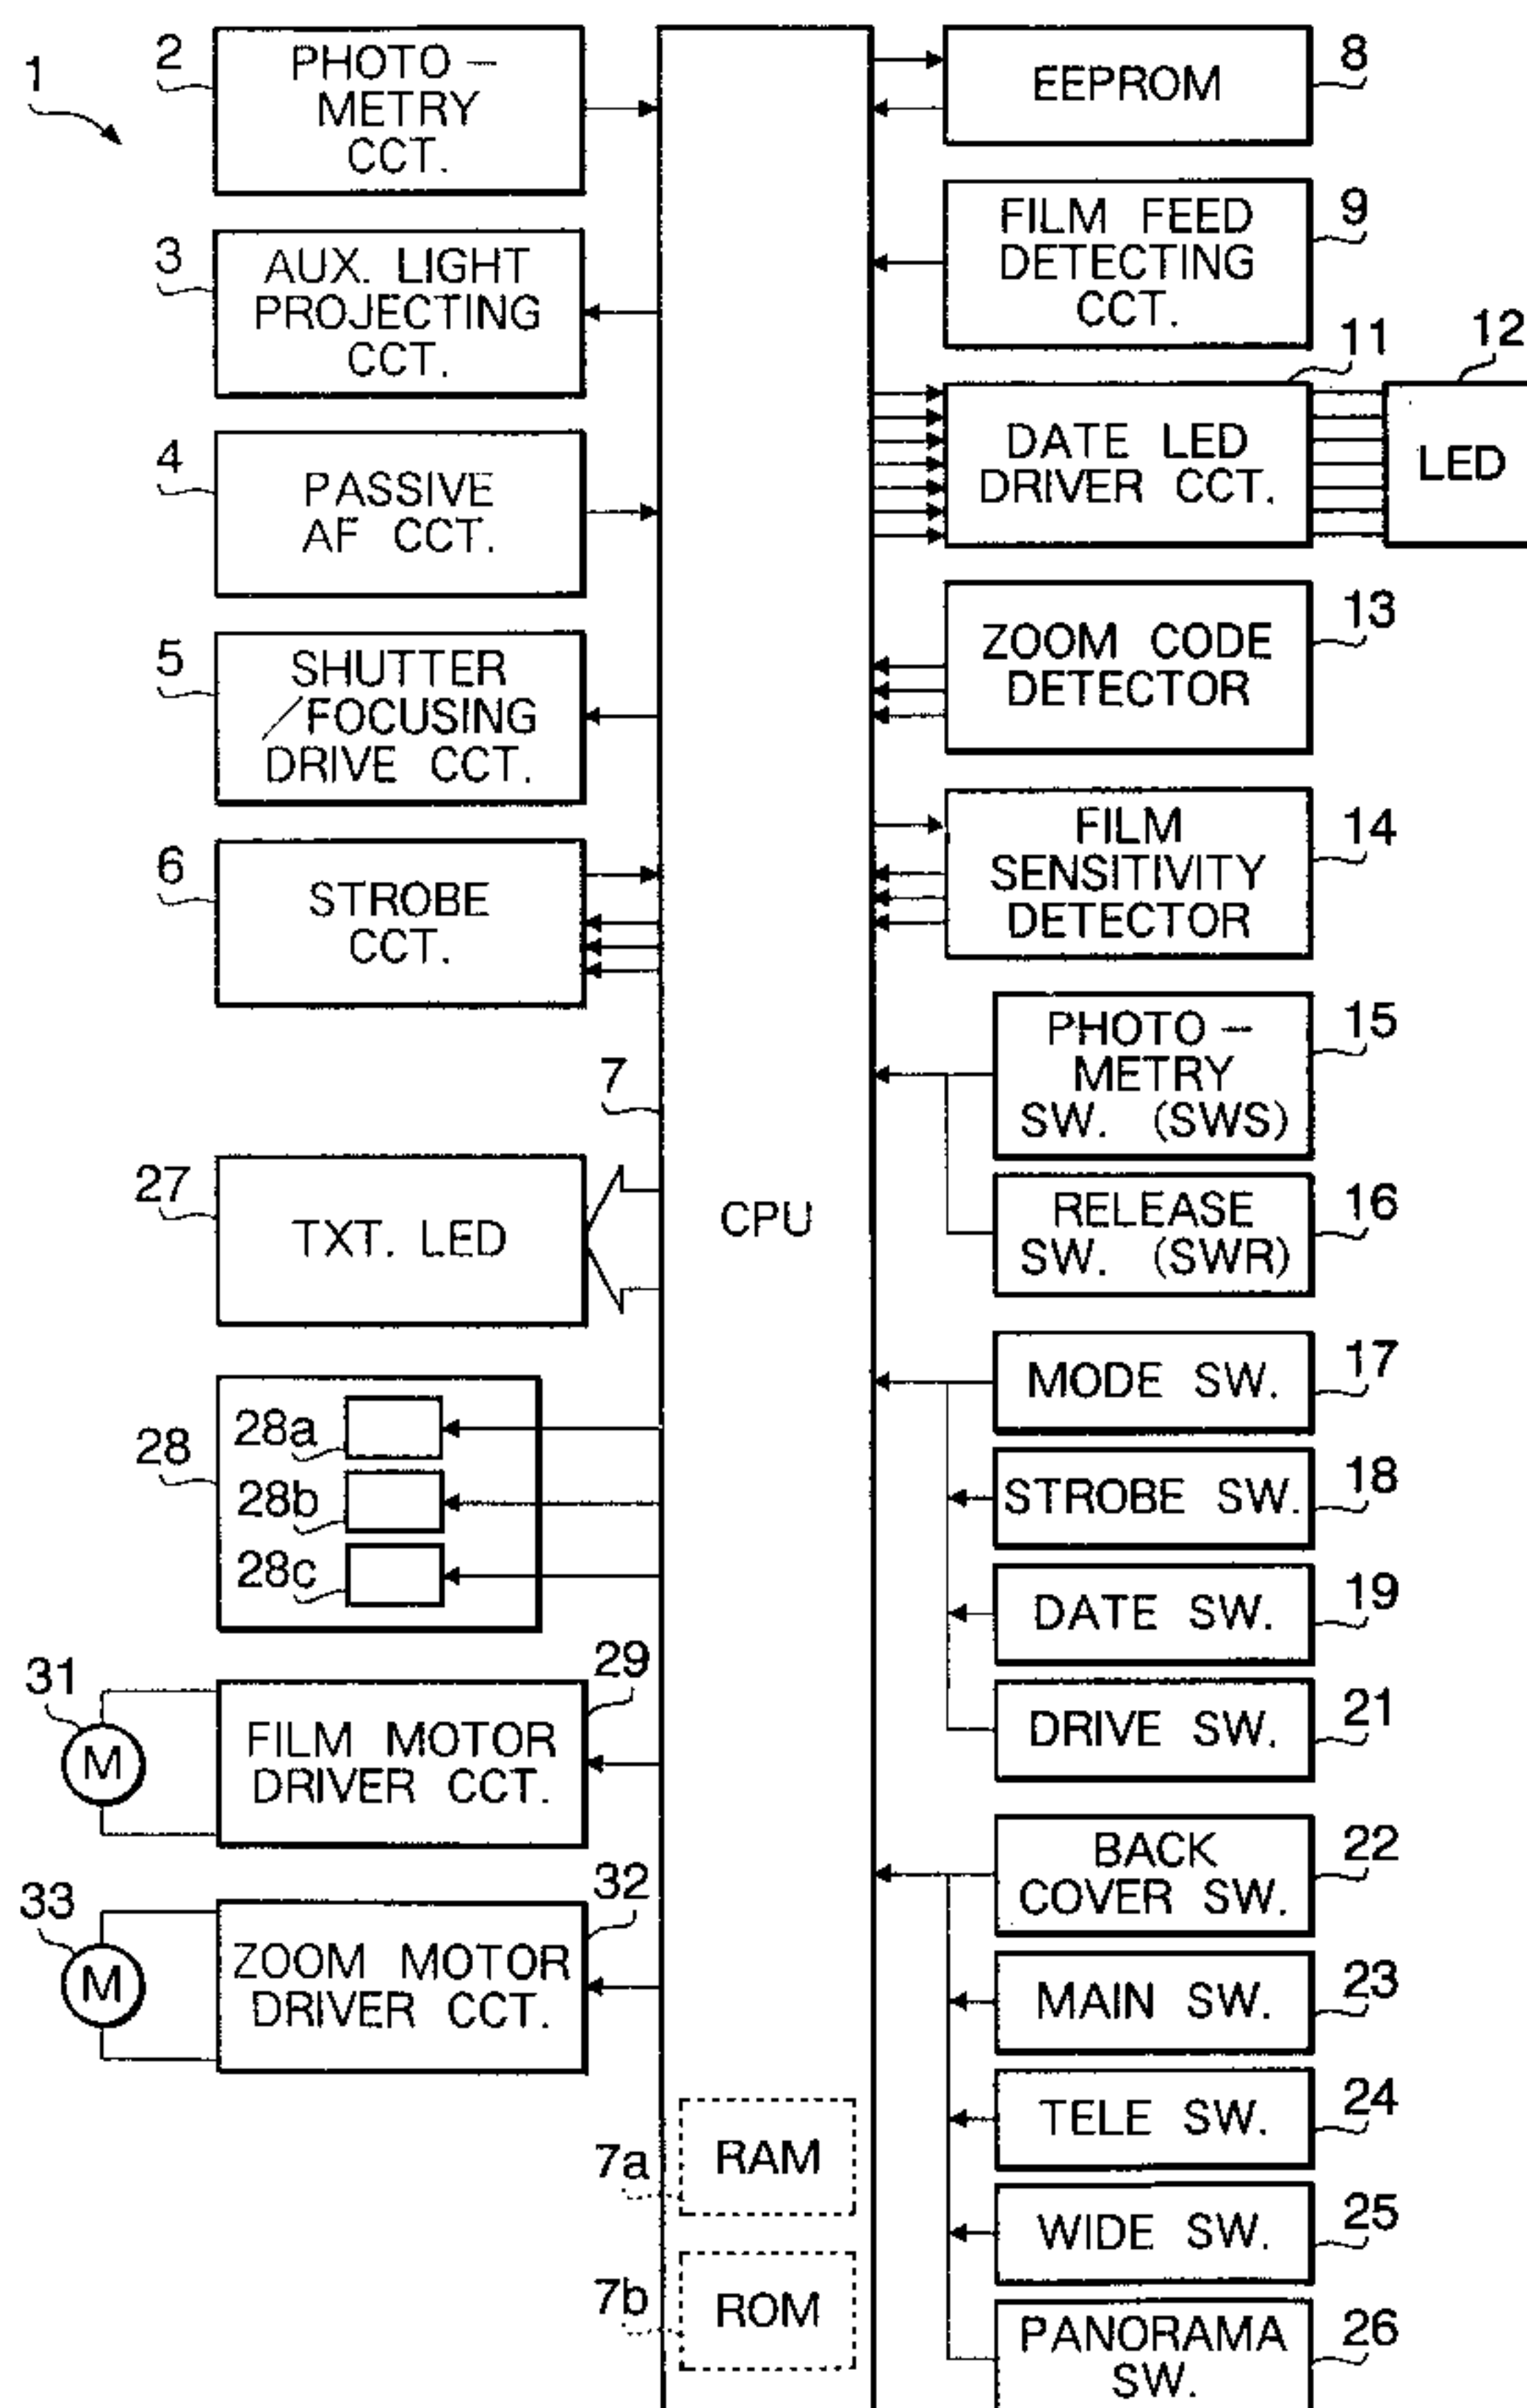 1
2
PHOTO-
METRY
CCT.
3
AUX. LIGHT
PROJECTING
CCT.
4
PASSIVE
AF CCT.
5
SHUTTER
/FOCUSING
DRIVE CCT.
6
STROBE
CCT.
7
CPU
27
TXT. LED
28
28a
28b
28c
29
31
M
FILM MOTOR
DRIVER CCT.
32
33
M
ZOOM MOTOR
DRIVER CCT.
7a
RAM
7b
ROM
EEPROM
8
FILM FEED
DETECTING
CCT.
9
11
DATE LED
DRIVER CCT.
12
LED
ZOOM CODE
DETECTOR
13
FILM
SENSITIVITY
DETECTOR
14
PHOTO-
METRY
SW. (SWS)
15
RELEASE
SW. (SWR)
16
MODE SW.
17
STROBE SW.
18
DATE SW.
19
DRIVE SW.
21
BACK
COVER SW.
22
MAIN SW.
23
TELE SW.
24
WIDE SW.
25
PANORAMA
SW.
26